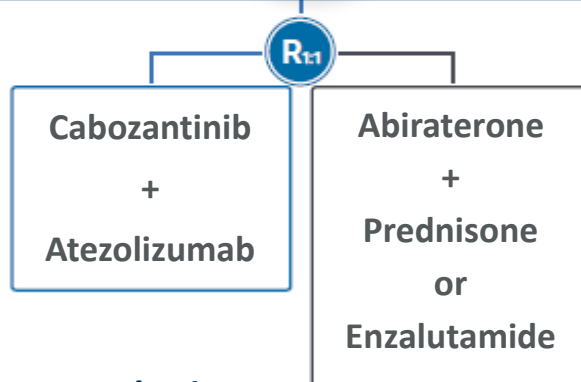 R1:1
Cabozantinib
+
Atezolizumab
Abiraterone
+
Prednisone
or
Enzalutamide